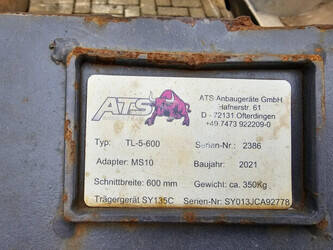 ATS
ATS Anbaugeräte GmbH
Hafnerstr. 61
D - 72131 Ofterdingen
+49 7473 922209-0
Typ: TL-5-600 Serien-Nr.: 2386
Adapter: MS10 Baujahr: 2021
Schnittbreite: 600 mm Gewicht: ca. 350Kg
Trägergerät SY135C Serien-Nr: SY013JCA92778